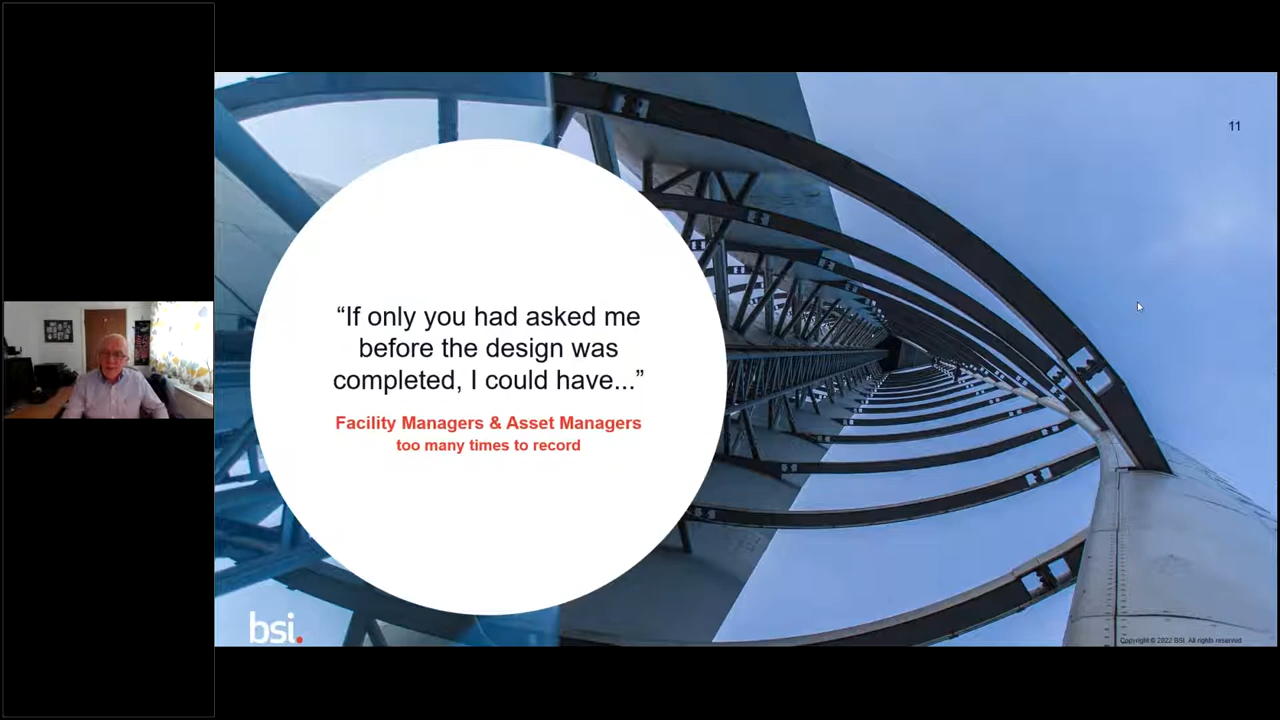 11
“If only you had asked me
before the design was
completed, I could have...”
Facility Managers & Asset Managers
too many times to record
bsi.
Copyright © 2022 BSI. All rights reserved